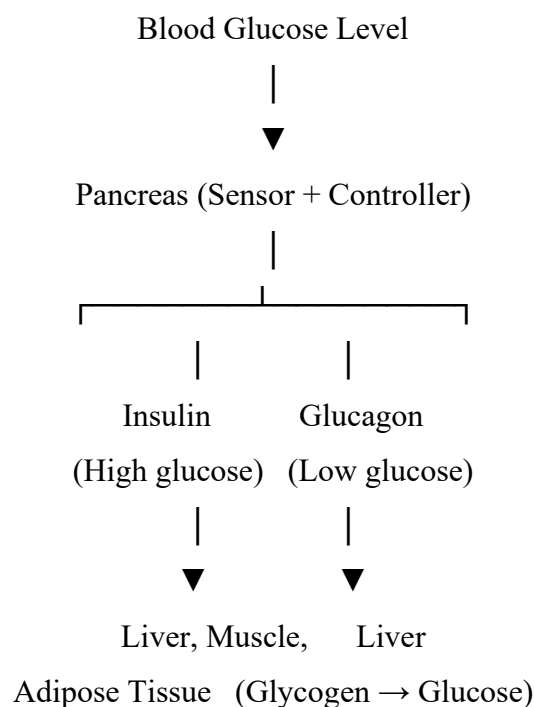 Blood Glucose Level
Pancreas (Sensor + Controller)
Insulin Glucagon
(High glucose) (Low glucose)
Liver, Muscle, Liver
Adipose Tissue (Glycogen → Glucose)